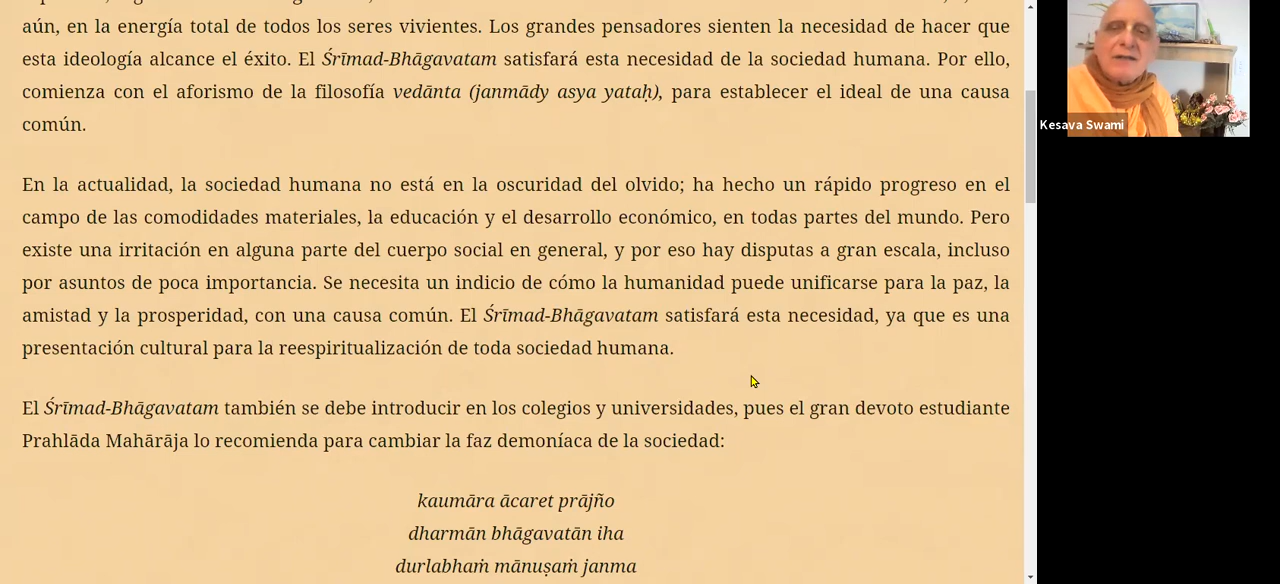 aún, en la energía total de todos los seres vivientes. Los grandes pensadores sienten la necesidad de hacer que
esta ideología alcance el éxito. El Śrīmad-Bhāgavatam satisfará esta necesidad de la sociedad humana. Por ello,
comienza con el aforismo de la filosofía vedānta (janmādy asya yataḥ), para establecer el ideal de una causa
común.
En la actualidad, la sociedad humana no está en la oscuridad del olvido; ha hecho un rápido progreso en el
campo de las comodidades materiales, la educación y el desarrollo económico, en todas partes del mundo. Pero
existe una irritación en alguna parte del cuerpo social en general, y por eso hay disputas a gran escala, incluso
por asuntos de poca importancia. Se necesita un indicio de cómo la humanidad puede unificarse para la paz, la
amistad y la prosperidad, con una causa común. El Śrīmad-Bhāgavatam satisfará esta necesidad, ya que es una
presentación cultural para la reespiritualización de toda sociedad humana.
El Śrīmad-Bhāgavatam también se debe introducir en los colegios y universidades, pues el gran devoto estudiante
Prahlāda Mahārāja lo recomienda para cambiar la faz demoníaca de la sociedad:
kaumāra ācaret prājño
dharmān bhāgavatān iha
durlabhaṁ mānuṣaṁ janma
Kesava Swami